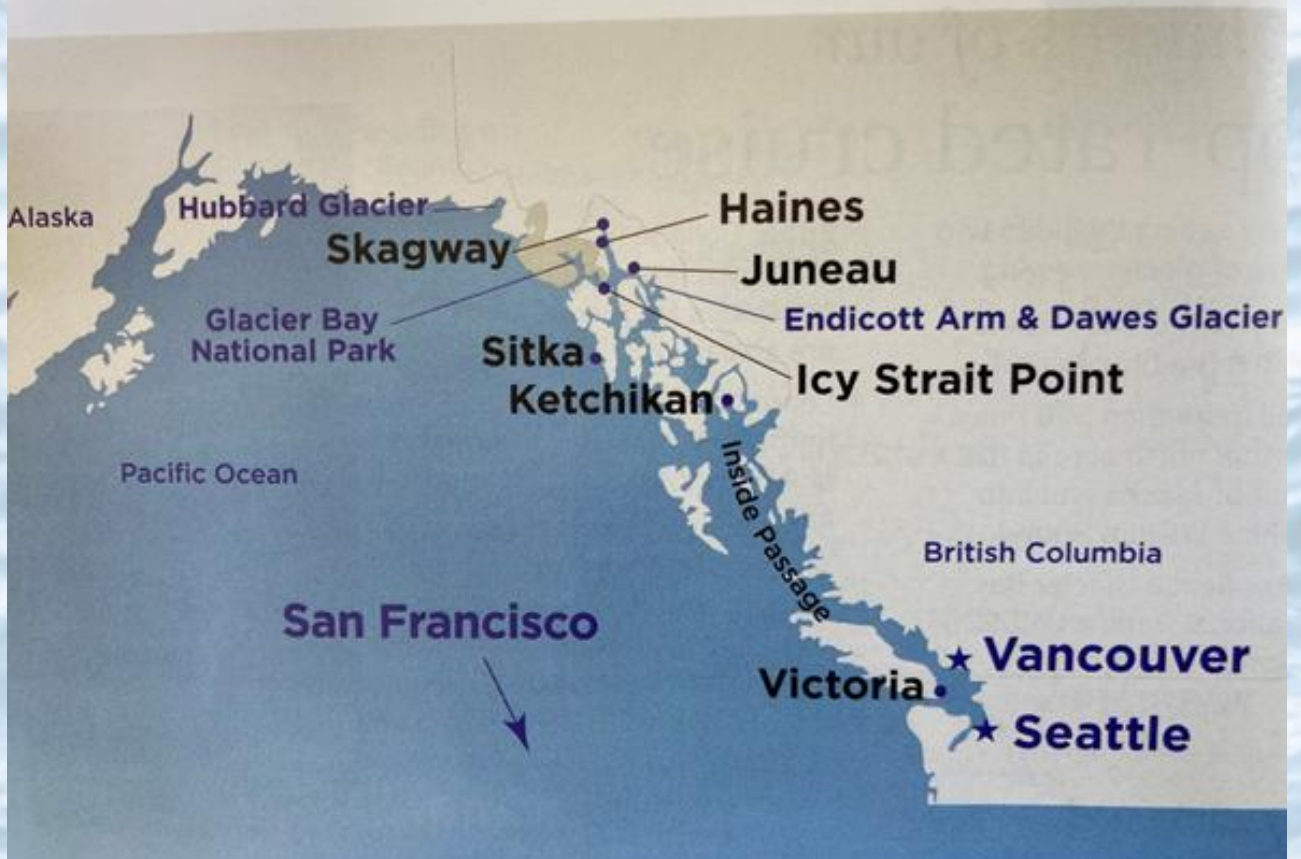 Alaska
Hubbard Glacier
Haines
Skagway
Juneau
Glacier Bay
National Park
Endicott Arm & Dawes Glacier
Sitka
Icy Strait Point
Ketchikan
Pacific Ocean
Inside Passage
British Columbia
San Francisco
Vancouver
Victoria
Seattle